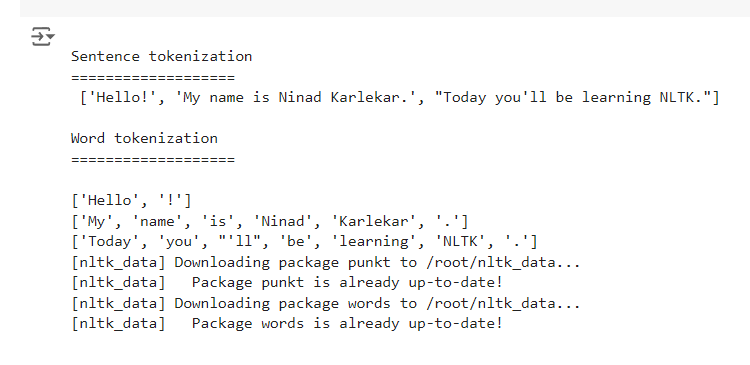 Sentence tokenization
===================
['Hello!', 'My name is Ninad Karlekar.', "Today you'll be learning NLTK."]
Word tokenization
===================
['Hello', '!']
['My', 'name', 'is', 'Ninad', 'Karlekar', '.']
['Today', 'you', "'ll", 'be', 'learning', 'NLTK', '.']
[nltk_data] Downloading package punkt to /root/nltk_data...
[nltk_data]   Package punkt is already up-to-date!
[nltk_data] Downloading package words to /root/nltk_data...
[nltk_data]   Package words is already up-to-date!